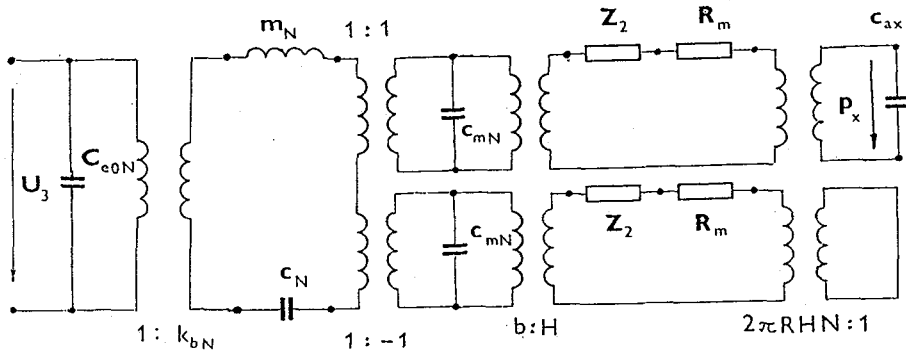 m_N
1 : 1
Z_2
R_m
c_ax
U_3
C_e0N
c_mN
p_x
c_mN
Z_2
R_m
c_N
1 : k_bN
1 : -1
b : H
2πRHN : 1